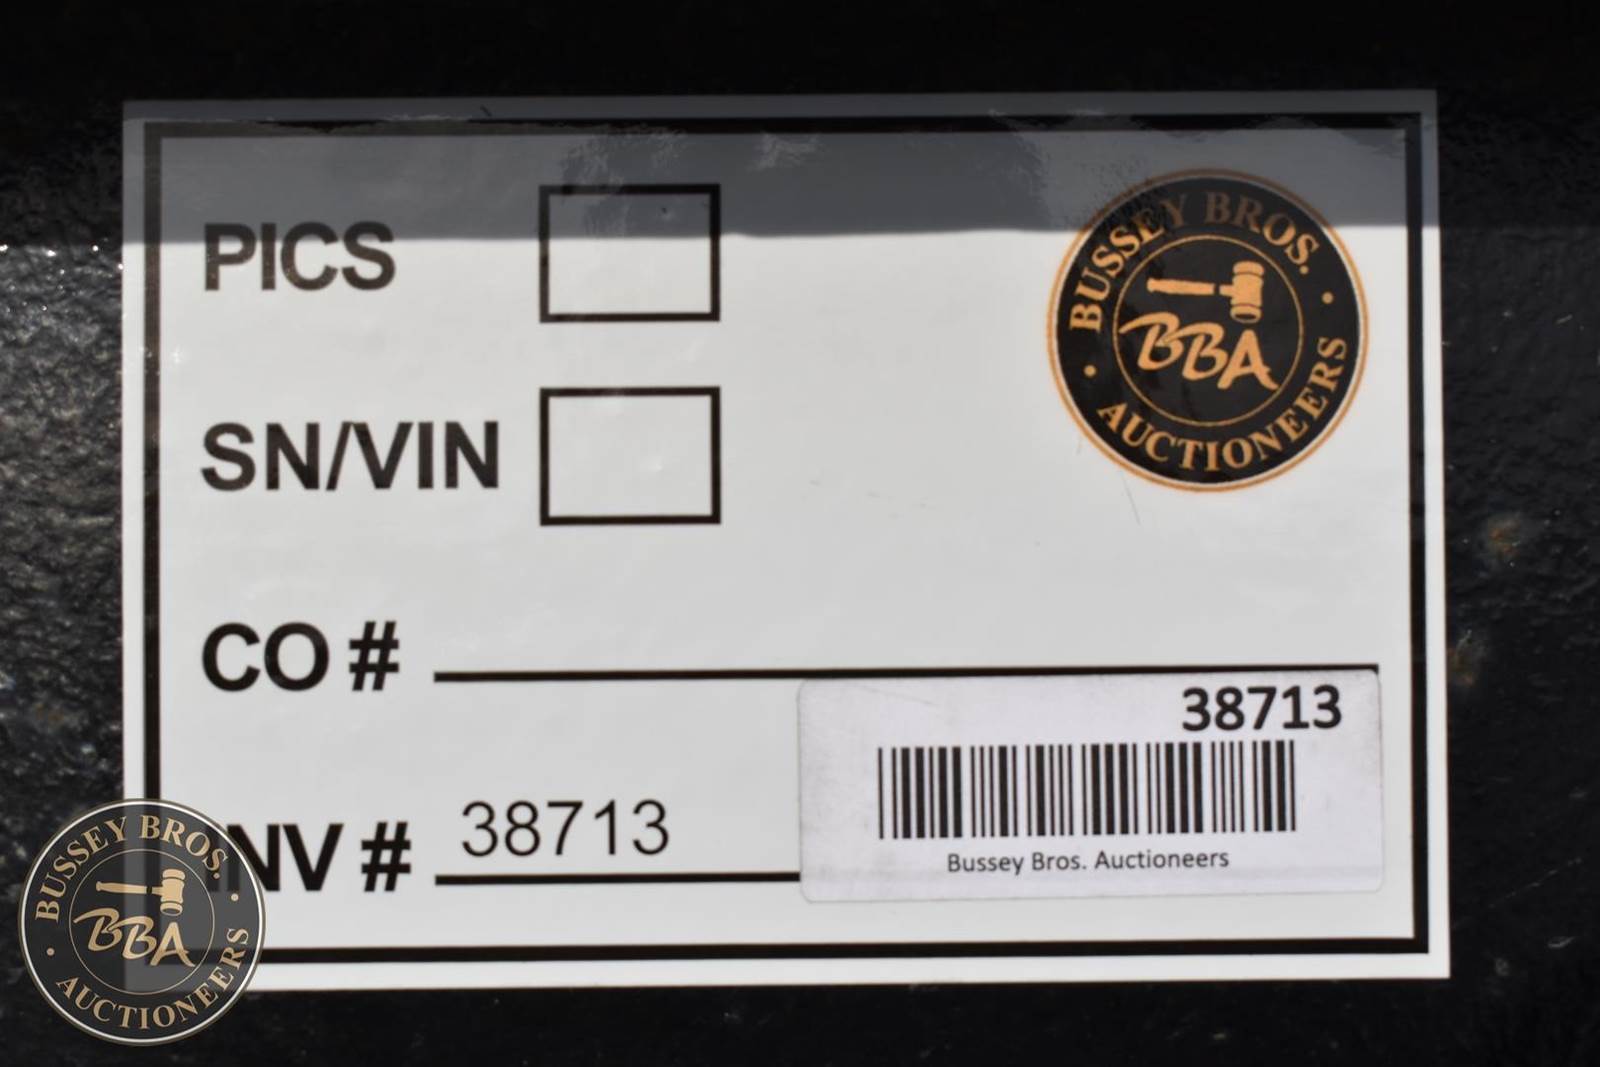 PICS
BUSSEY BROS.
BBA
AUCTIONEERS
SN/VIN
CO #
38713
INV # 38713
Bussey Bros. Auctioneers
BUSSEY BROS.
BBA
AUCTIONEERS